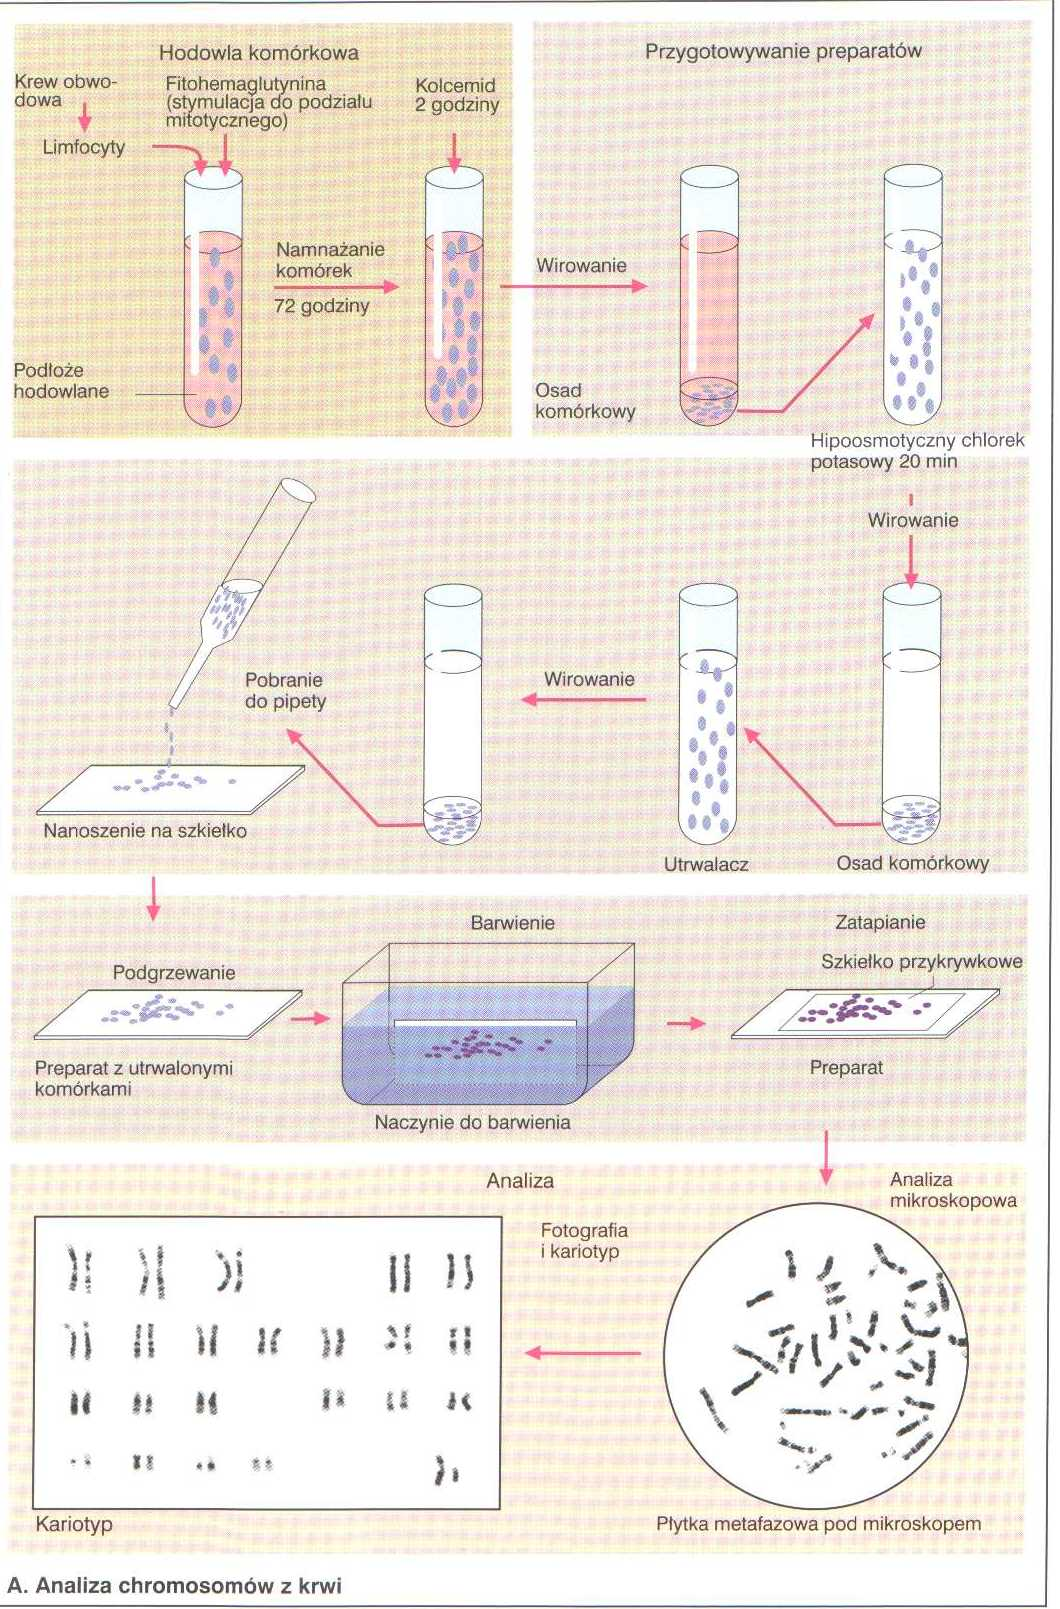 Hodowla komórkowa
Krew obwo-
dowa
Limfocyty
Fitohemaglutynina
(stymulacja do podziału
mitotycznego)
Kolcemid
2 godziny
Namnażanie
komórek
72 godziny
Podłoże
hodowlane
Przygotowywanie preparatów
Wirowanie
Osad
komórkowy
Hipoosmotyczny chlorek
potasowy 20 min
Wirowanie
Osad komórkowy
Utrwalacz
Wirowanie
Pobranie
do pipety
Nanoszenie na szkiełko
Podgrzewanie
Preparat z utrwalonymi
komórkami
Barwienie
Naczynie do barwienia
Zatapianie
Szkiełko przykrywkowe
Preparat
Analiza
Analiza
mikroskopowa
Fotografia
i kariotyp
Kariotyp
Płytka metafazowa pod mikroskopem
A. Analiza chromosomów z krwi